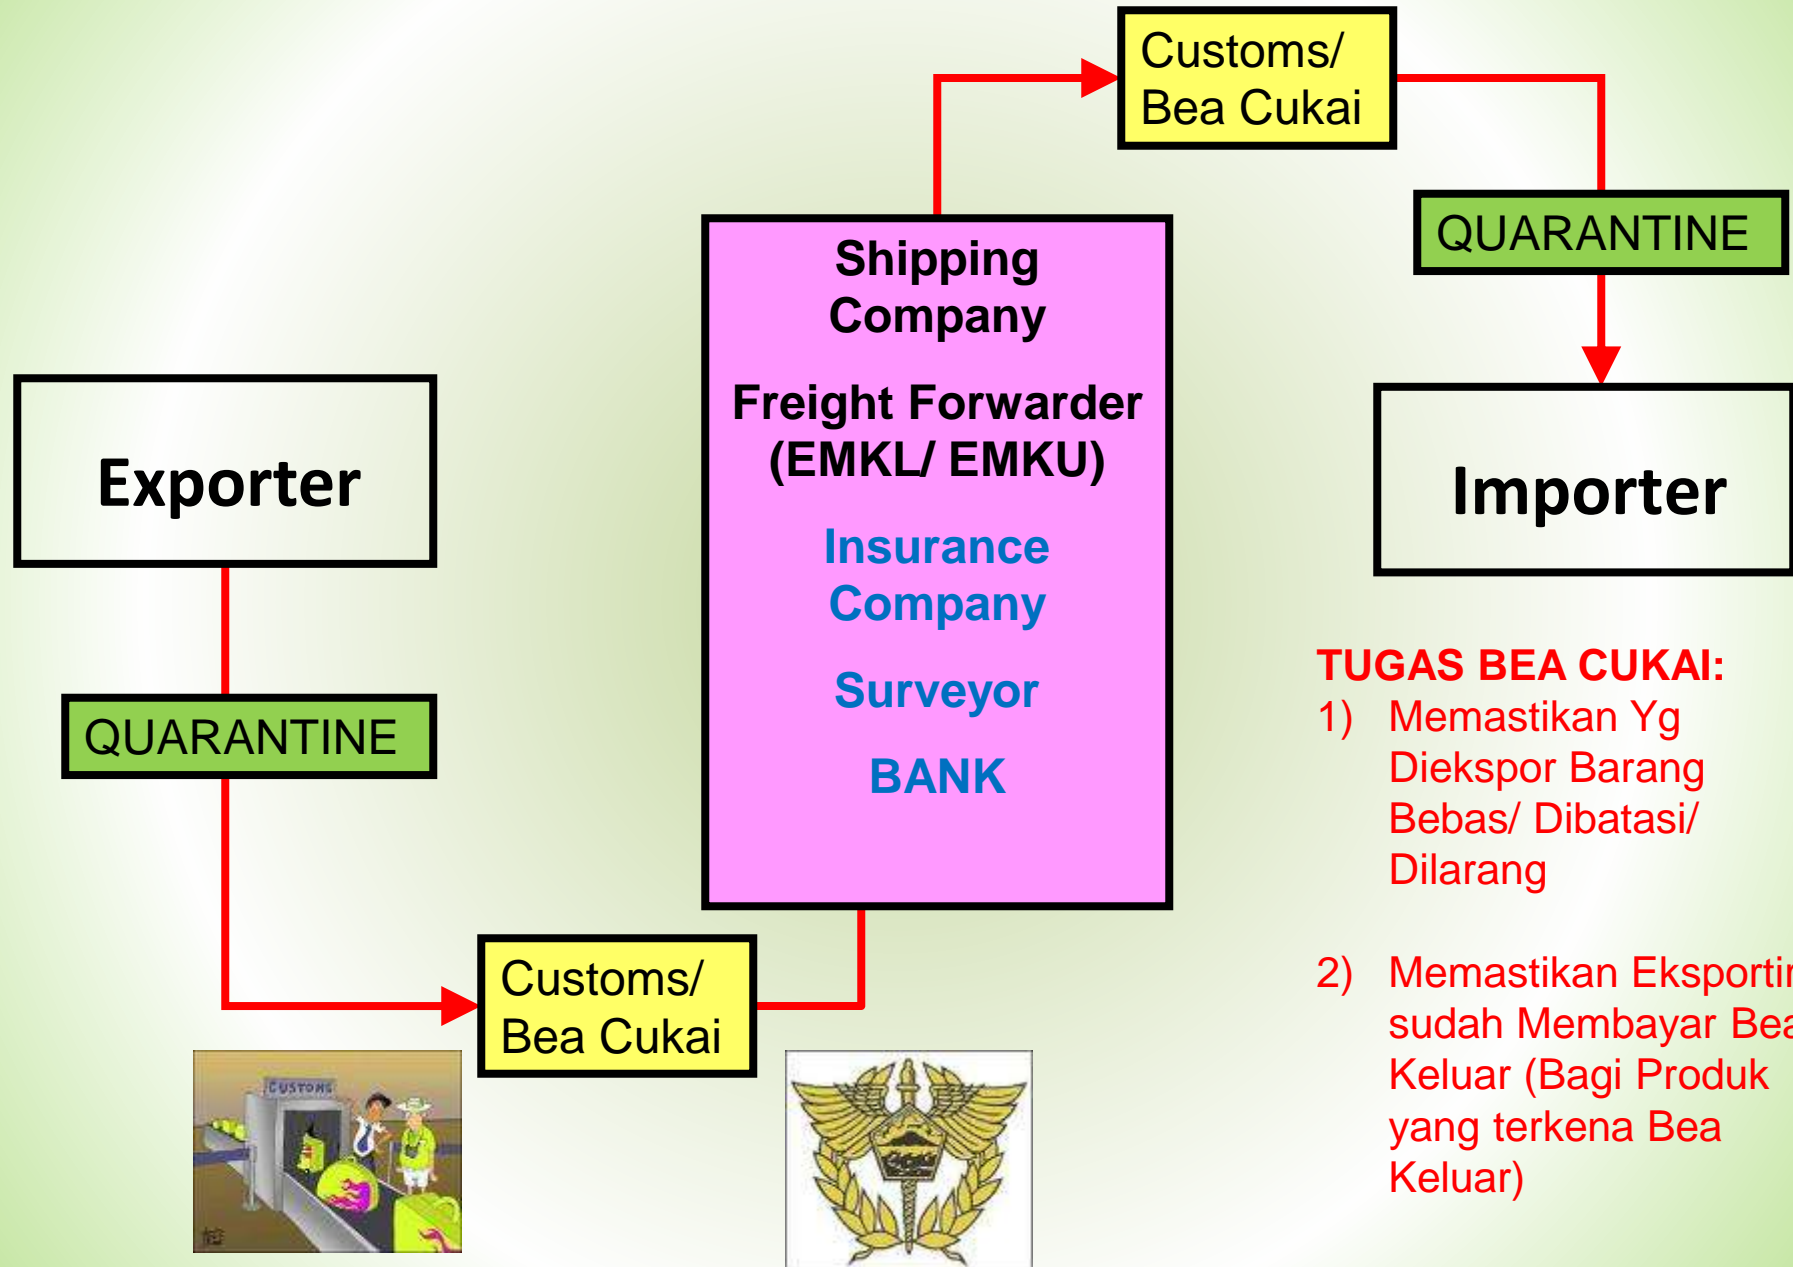 Customs/
Bea Cukai
QUARANTINE
Shipping
Company
Freight Forwarder
(EMKL/ EMKU)
Insurance
Company
Surveyor
BANK
Exporter
Importer
QUARANTINE
Customs/
Bea Cukai
TUGAS BEA CUKAI:
1) Memastikan Yg
Diekspor Barang
Bebas/ Dibatasi/
Dilarang
2) Memastikan Eksportir
sudah Membayar Bea
Keluar (Bagi Produk
yang terkena Bea
Keluar)
CUSTOMS